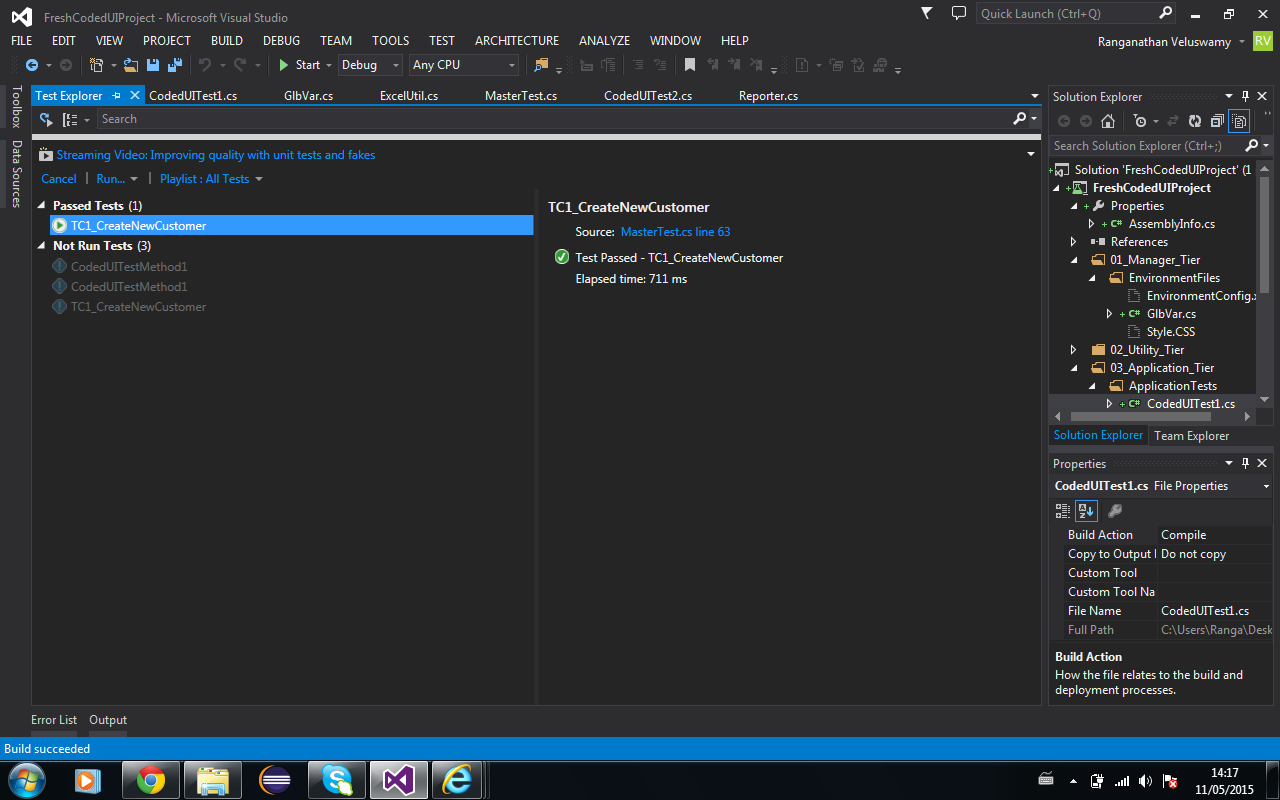 FreshCodedUIProject - Microsoft Visual Studio
Quick Launch (Ctrl+Q)
FILE EDIT VIEW PROJECT BUILD DEBUG TEAM TOOLS TEST ARCHITECTURE ANALYZE WINDOW HELP
Ranganathan Veluswamy RV
Start Debug Any CPU
Toolbox
Data Sources
Test Explorer CodedUITest1.cs GlbVar.cs ExcelUtil.cs MasterTest.cs CodedUITest2.cs Reporter.cs
Search
Streaming Video: Improving quality with unit tests and fakes
Cancel | Run... | Playlist : All Tests
Passed Tests (1)
TC1_CreateNewCustomer
Not Run Tests (3)
CodedUITestMethod1
CodedUITestMethod1
TC1_CreateNewCustomer
TC1_CreateNewCustomer
Source: MasterTest.cs line 63
Test Passed - TC1_CreateNewCustomer
Elapsed time: 711 ms
Solution Explorer
Search Solution Explorer (Ctrl+;)
Solution 'FreshCodedUIProject' (1
FreshCodedUIProject
Properties
AssemblyInfo.cs
References
01_Manager_Tier
EnvironmentFiles
EnvironmentConfig.x
GlbVar.cs
Style.CSS
02_Utility_Tier
03_Application_Tier
ApplicationTests
CodedUITest1.cs
Solution Explorer Team Explorer
Properties
CodedUITest1.cs File Properties
Build Action Compile
Copy to Output Do not copy
Custom Tool
Custom Tool Na
File Name CodedUITest1.cs
Full Path C:\Users\Ranga\Desk
Build Action
How the file relates to the build and
deployment processes.
Error List Output
Build succeeded
14:17
11/05/2015